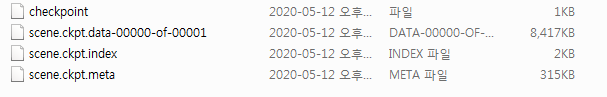 checkpoint 2020-05-12 오후... 파일 1KB
scene.ckpt.data-00000-of-00001 2020-05-12 오후... DATA-00000-OF-... 8,417KB
scene.ckpt.index 2020-05-12 오후... INDEX 파일 2KB
scene.ckpt.meta 2020-05-12 오후... META 파일 315KB